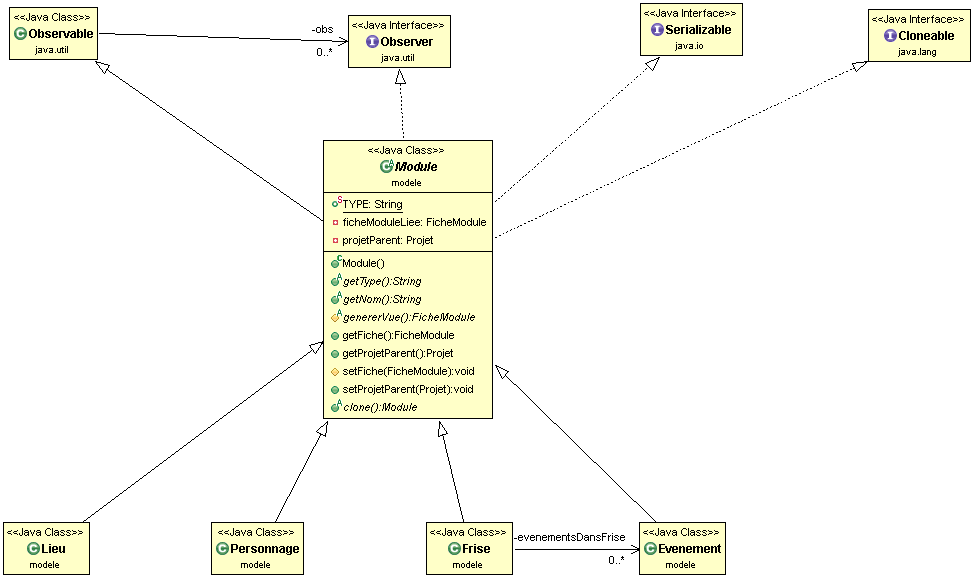 <<Java Class>>
Observable
java.util
-obs
0..*
<<Java Interface>>
Observer
java.util
<<Java Interface>>
Serializable
java.io
<<Java Interface>>
Cloneable
java.lang
<<Java Class>>
Module
modele
TYPE: String
ficheModuleLiee: FicheModule
projetParent: Projet
Module()
getType():String
getNom():String
genererVue():FicheModule
getFiche():FicheModule
getProjetParent():Projet
setFiche(FicheModule):void
setProjetParent(Projet):void
clone():Module
<<Java Class>>
Lieu
modele
<<Java Class>>
Personnage
modele
<<Java Class>>
Frise
modele
-evenementsDansFrise
0..*
<<Java Class>>
Evenement
modele